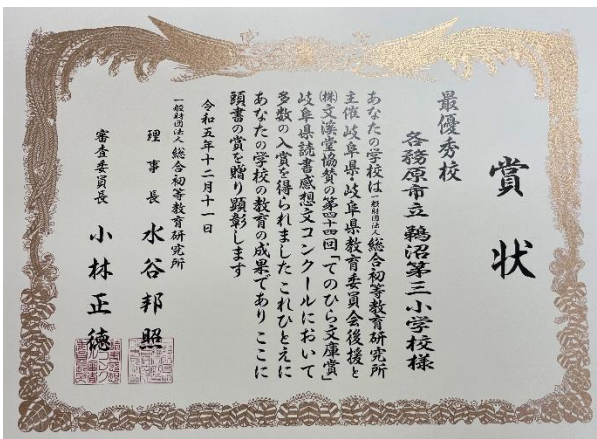 賞状
最優秀校
各務原市立 鵜沼第三小学校様
あなたの学校は一般財団法人総合初等教育研究所
主催岐阜県・岐阜県教育委員会後援と
㈱文溪堂協賛の第四十四回「てのひら文庫賞」
岐阜県読書感想文コンクールにおいて
多数の入賞を得られました これひとえに
あなたの学校の教育の成果であり ここに
頭書の賞を贈り顕彰します
令和五年十二月十一日
一般財団法人 総合初等教育研究所
理事長 水谷邦照
審査委員長 小林正徳